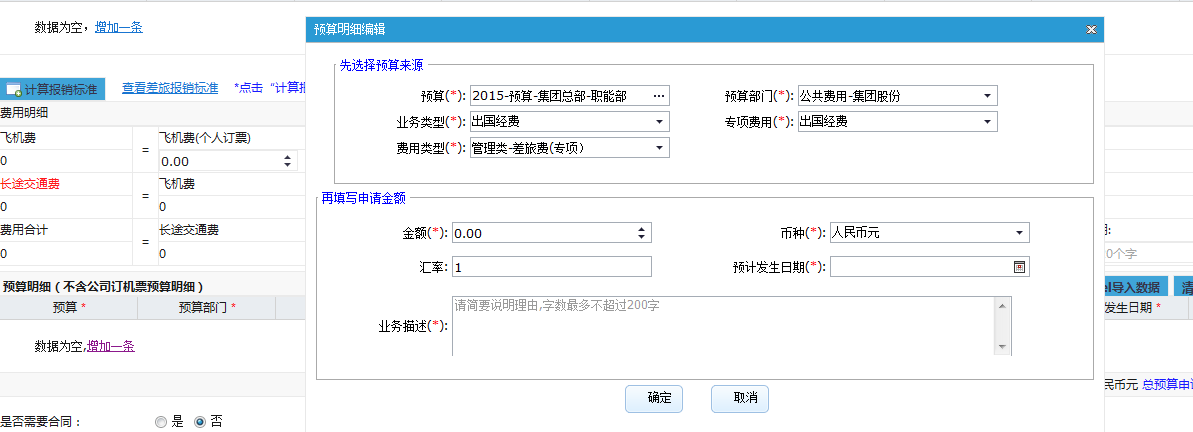 数据为空，增加一条
预算明细编辑
先选择预算来源
计算报销标准 查看差旅报销标准 *点击“计算报
预算(*): 2015-预算-集团总部-职能部 ... 预算部门(*): 公共费用-集团股份
费用明细
业务类型(*): 出国经费 专项费用(*): 出国经费
飞机费 = 飞机费(个人订票)
费用类型(*): 管理类-差旅费(专项）
0 0.00
长途交通费 = 飞机费
再填写申请金额
0 0
费用合计 = 长途交通费
金额(*): 0.00 币种(*): 人民币元
0 0
0个字
汇率: 1 预计发生日期(*):
预算明细（不含公司订机票预算明细）
el导入数据 清
预算 * 预算部门 *
请简要说明理由,字数最多不超过200字
发生日期 *
业务描述(*):
数据为空,增加一条
民币元 总预算申请
确定 取消
是否需要合同： 是 否